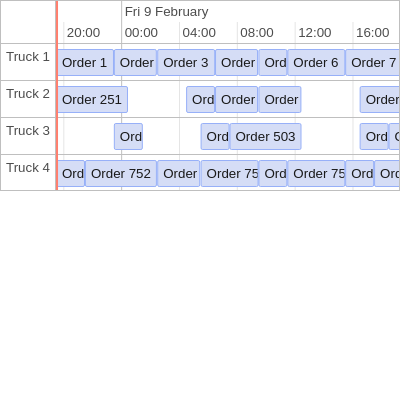 Fri 9 February
20:00 00:00 04:00 08:00 12:00 16:00
Truck 1 Order 1 Order Order 3 Order Ord Order 6 Order 7
Truck 2 Order 251 Ord Order Order Order
Truck 3 Ord Ord Order 503 Ord
Truck 4 Ord Order 752 Order Order 75 Ord Order 75 Ord Ord